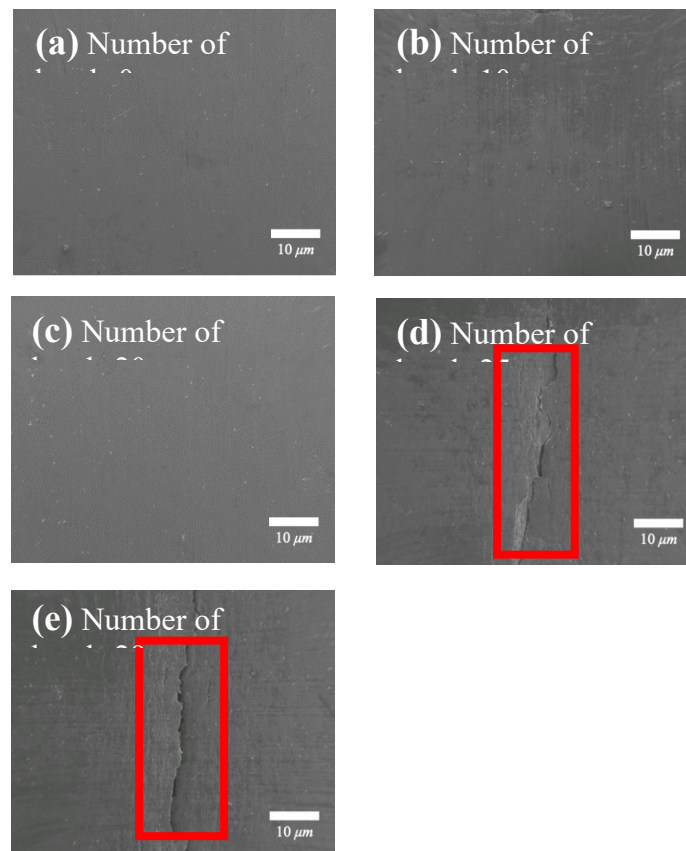 (a) Number of
10 μm
(b) Number of
10 μm
(c) Number of
10 μm
(d) Number of
10 μm
(e) Number of
10 μm